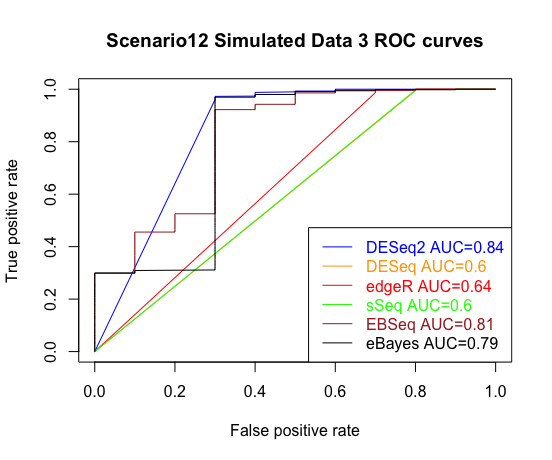 Scenario12 Simulated Data 3 ROC curves
True positive rate
1.0
0.8
0.6
0.4
0.2
0.0
DESeq2 AUC=0.84
DESeq AUC=0.6
edgeR AUC=0.64
sSeq AUC=0.6
EBSeq AUC=0.81
eBayes AUC=0.79
0.0 0.2 0.4 0.6 0.8 1.0
False positive rate